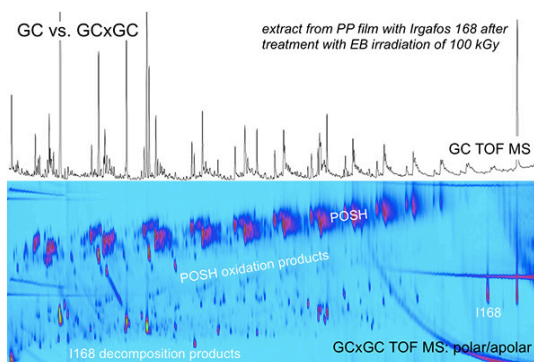 GC vs. GCxGC
extract from PP film with Irgafos 168 after
treatment with EB irradiation of 100 kGy
GC TOF MS
POSH
POSH oxidation products
I168
I168 decomposition products
GCxGC TOF MS: polar/apolar